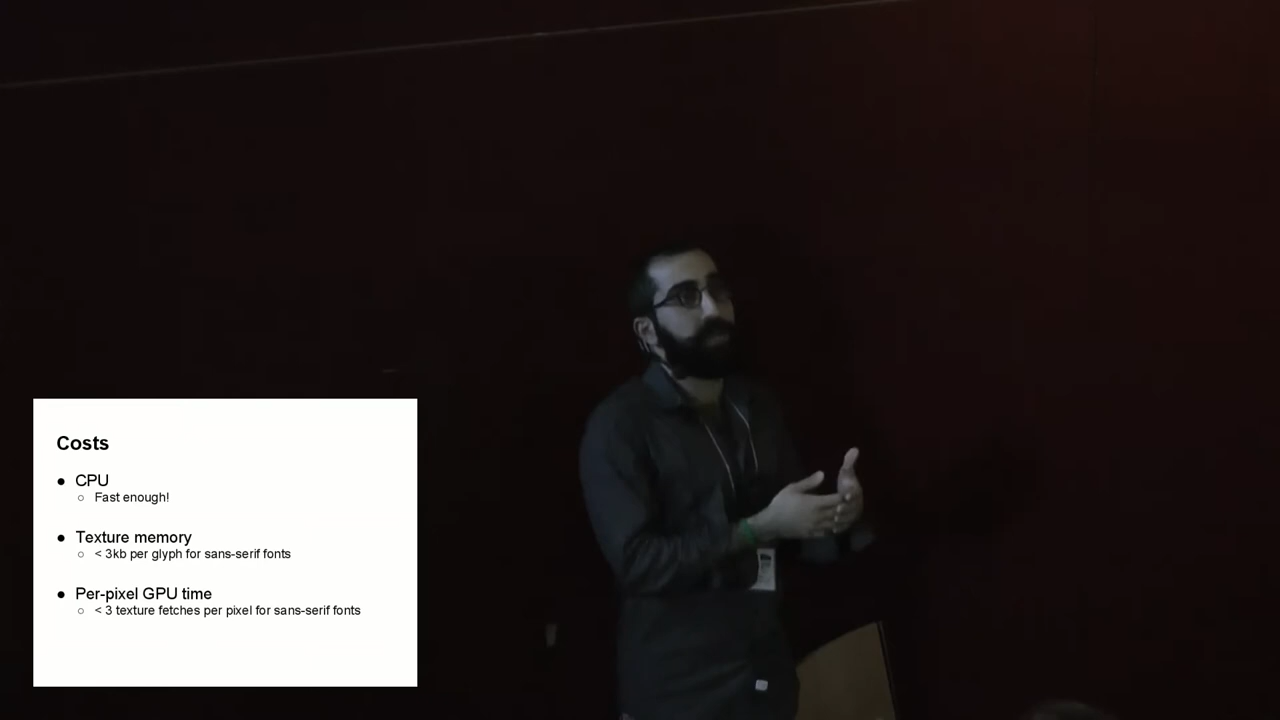 Costs
● CPU
○ Fast enough!
● Texture memory
○ < 3kb per glyph for sans-serif fonts
● Per-pixel GPU time
○ < 3 texture fetches per pixel for sans-serif fonts